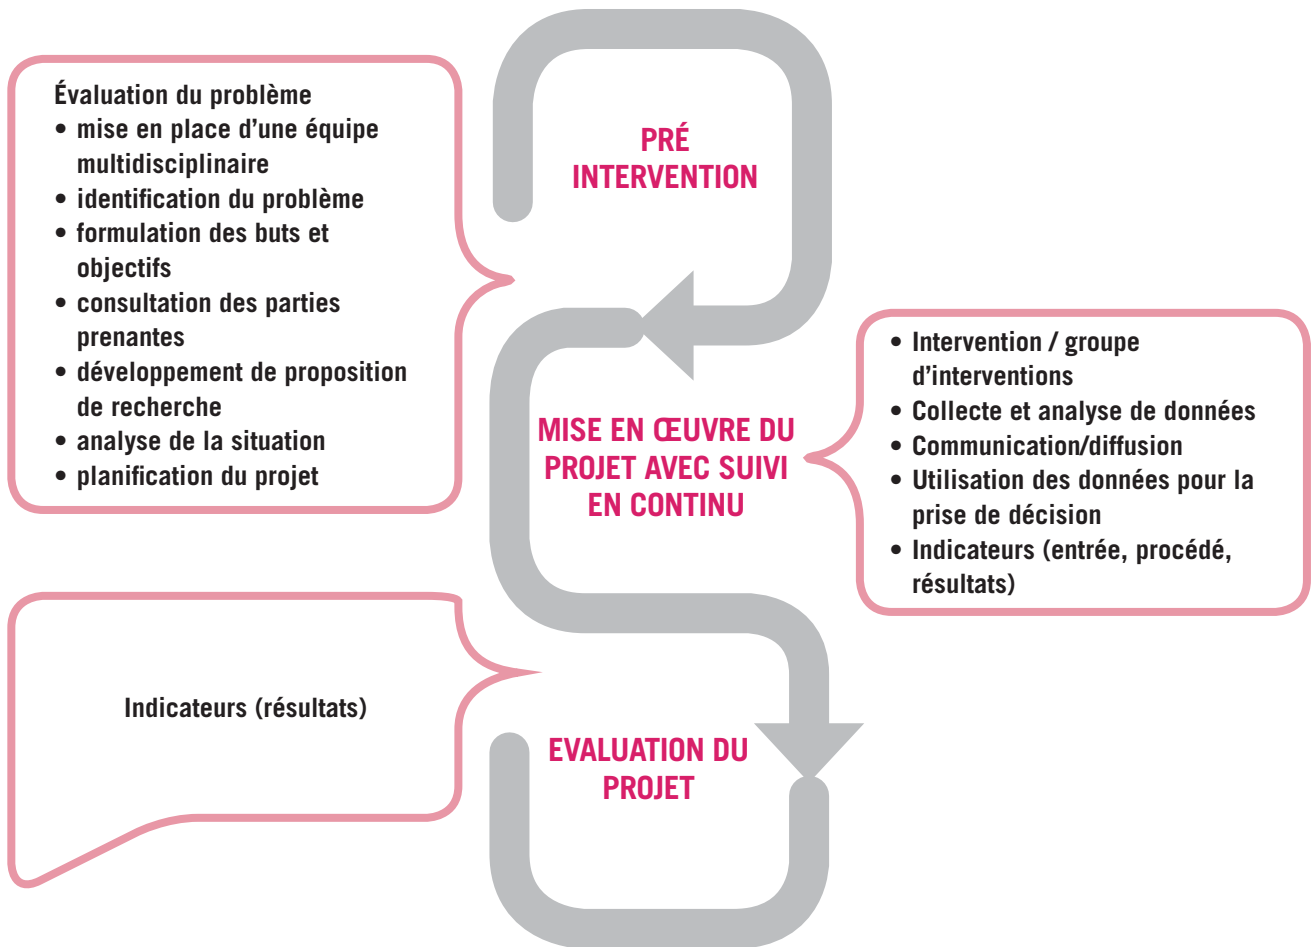 Évaluation du problème
• mise en place d'une équipe
multidisciplinaire
• identification du problème
• formulation des buts et
objectifs
• consultation des parties
prenantes
• développement de proposition
de recherche
• analyse de la situation
• planification du projet
PRÉ
INTERVENTION
MISE EN ŒUVRE DU
PROJET AVEC SUIVI
EN CONTINU
• Intervention / groupe
d'interventions
• Collecte et analyse de données
• Communication/diffusion
• Utilisation des données pour la
prise de décision
• Indicateurs (entrée, procédé,
résultats)
Indicateurs (résultats)
EVALUATION DU
PROJET